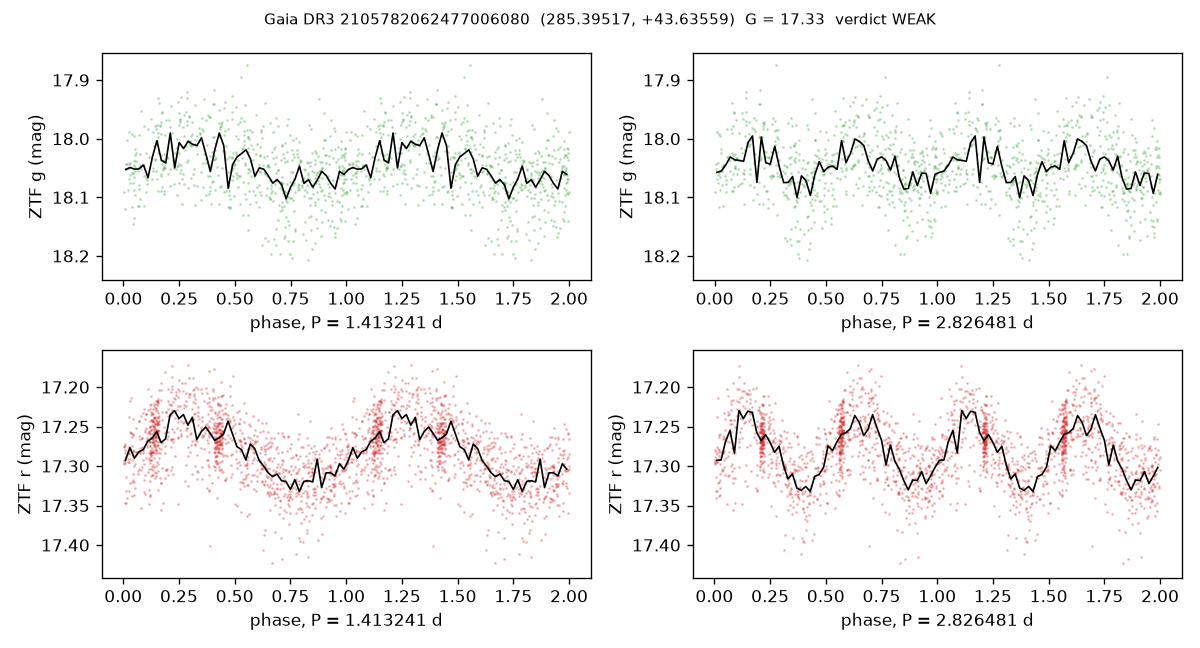 Gaia DR3 2105782062477006080 (285.39517, +43.63559) G = 17.33 verdict WEAK
ZTF g (mag)
17.9
18.0
18.1
18.2
0.00 0.25 0.50 0.75 1.00 1.25 1.50 1.75 2.00
phase, P = 1.413241 d
ZTF g (mag)
17.9
18.0
18.1
18.2
0.00 0.25 0.50 0.75 1.00 1.25 1.50 1.75 2.00
phase, P = 2.826481 d
ZTF r (mag)
17.20
17.25
17.30
17.35
17.40
0.00 0.25 0.50 0.75 1.00 1.25 1.50 1.75 2.00
phase, P = 1.413241 d
ZTF r (mag)
17.20
17.25
17.30
17.35
17.40
0.00 0.25 0.50 0.75 1.00 1.25 1.50 1.75 2.00
phase, P = 2.826481 d